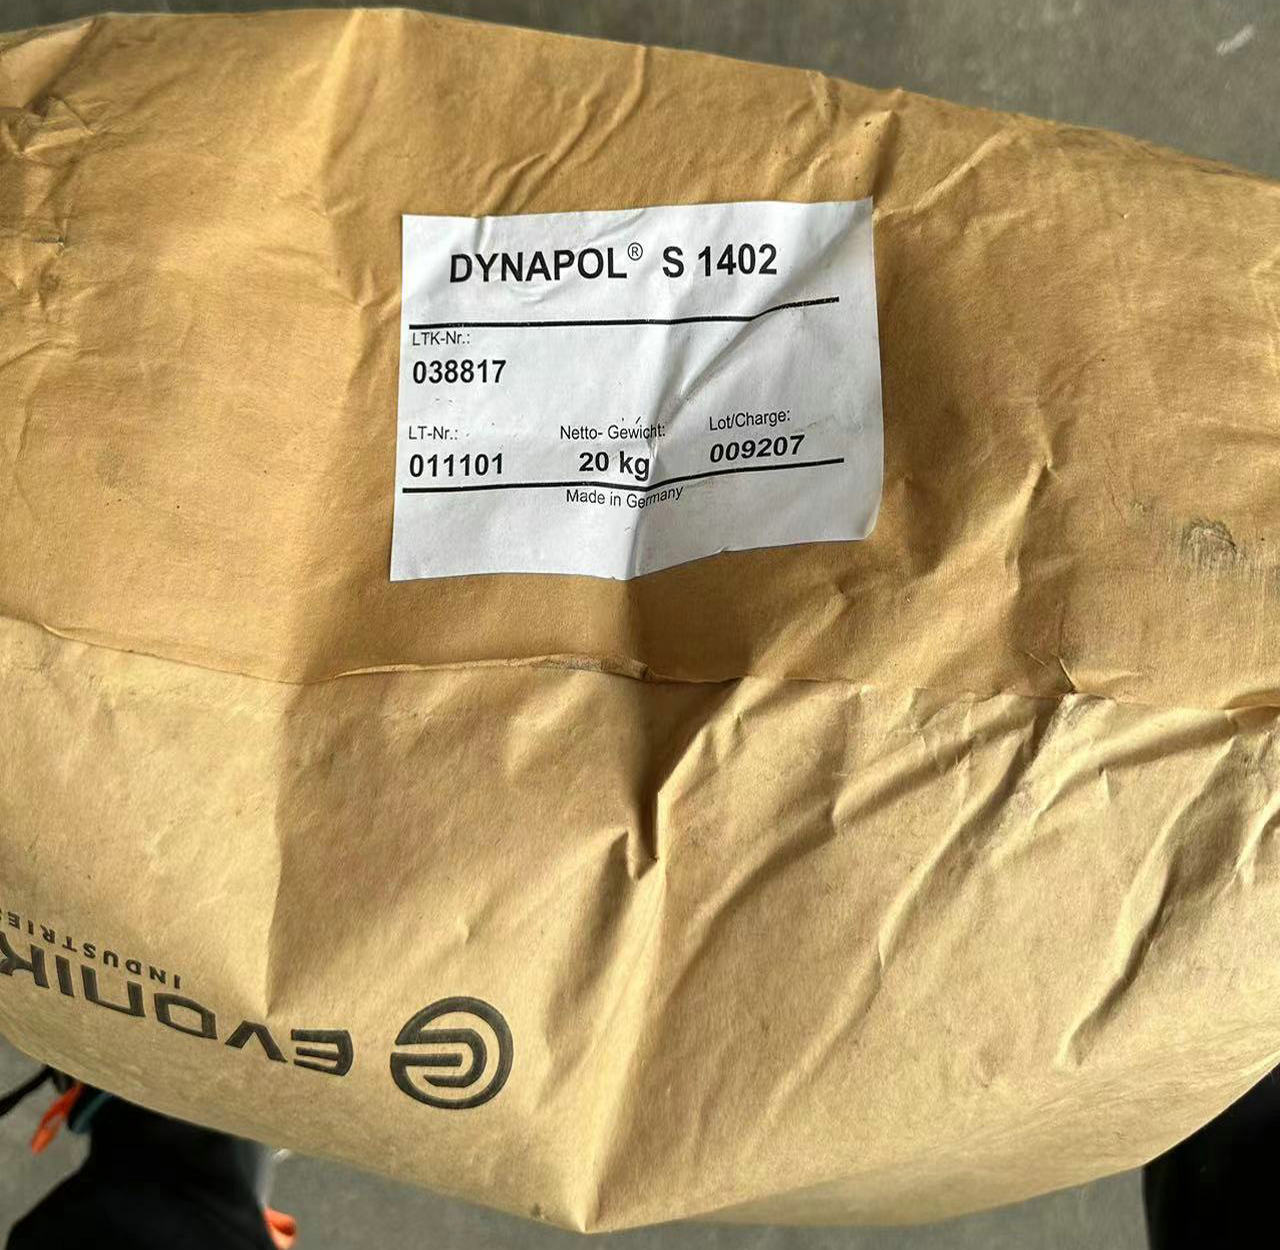 DYNAPOL® S 1402
LTK-Nr.:
038817
LT-Nr.: Netto- Gewicht: Lot/Charge:
011101 20 kg 009207
Made in Germany
EVONIK
INDUSTRIES